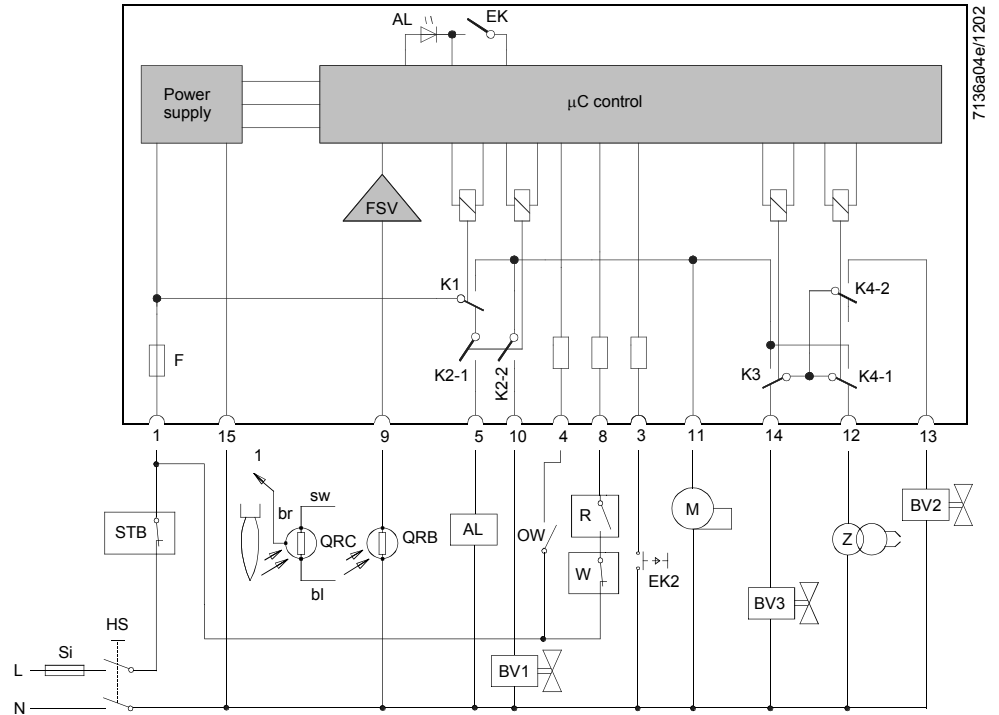 7136a04e/1202
AL
EK
Power
supply
µC control
FSV
K1
K4-2
F
K2-1
K2-2
K3
K4-1
1
15
9
5
10
4
8
3
11
14
12
13
1
sw
br
STB
QRC
QRB
AL
OW
R
M
BV2
Z
bl
W
EK2
BV3
HS
Si
L
BV1
N